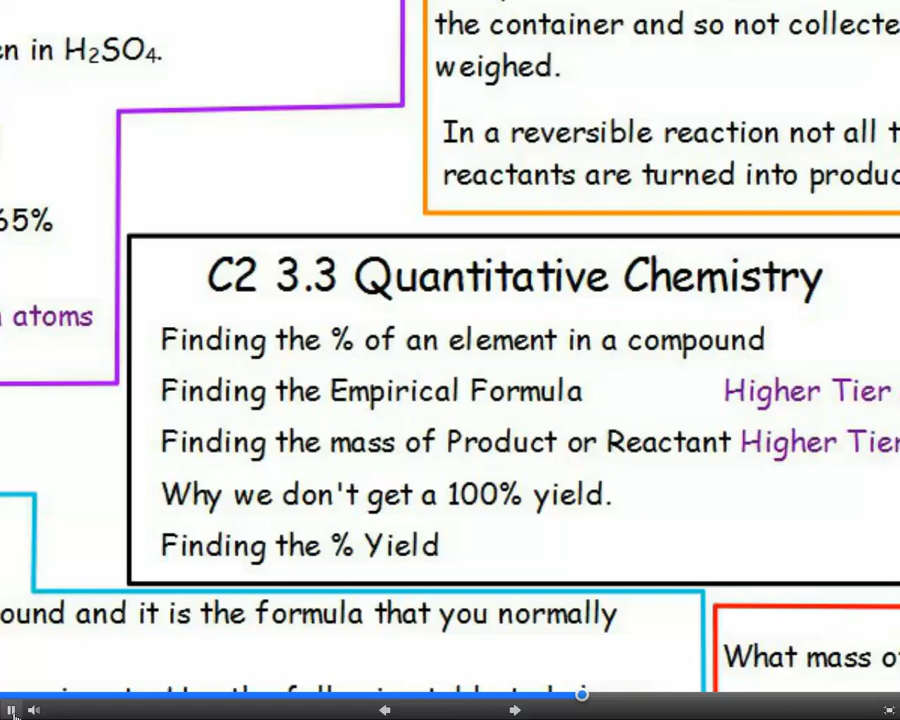 the container and so not
en in H₂SO₄.
weighed.
In a reversible reaction not all
reactants are turned into
65%
C2 3.3 Quantitative Chemistry
atoms
Finding the % of an element in a compound
Finding the Empirical Formula Higher Tier
Finding the mass of Product or Reactant Higher Tier
Why we don't get a 100% yield.
Finding the % Yield
ound and it is the formula that you normally
What mass